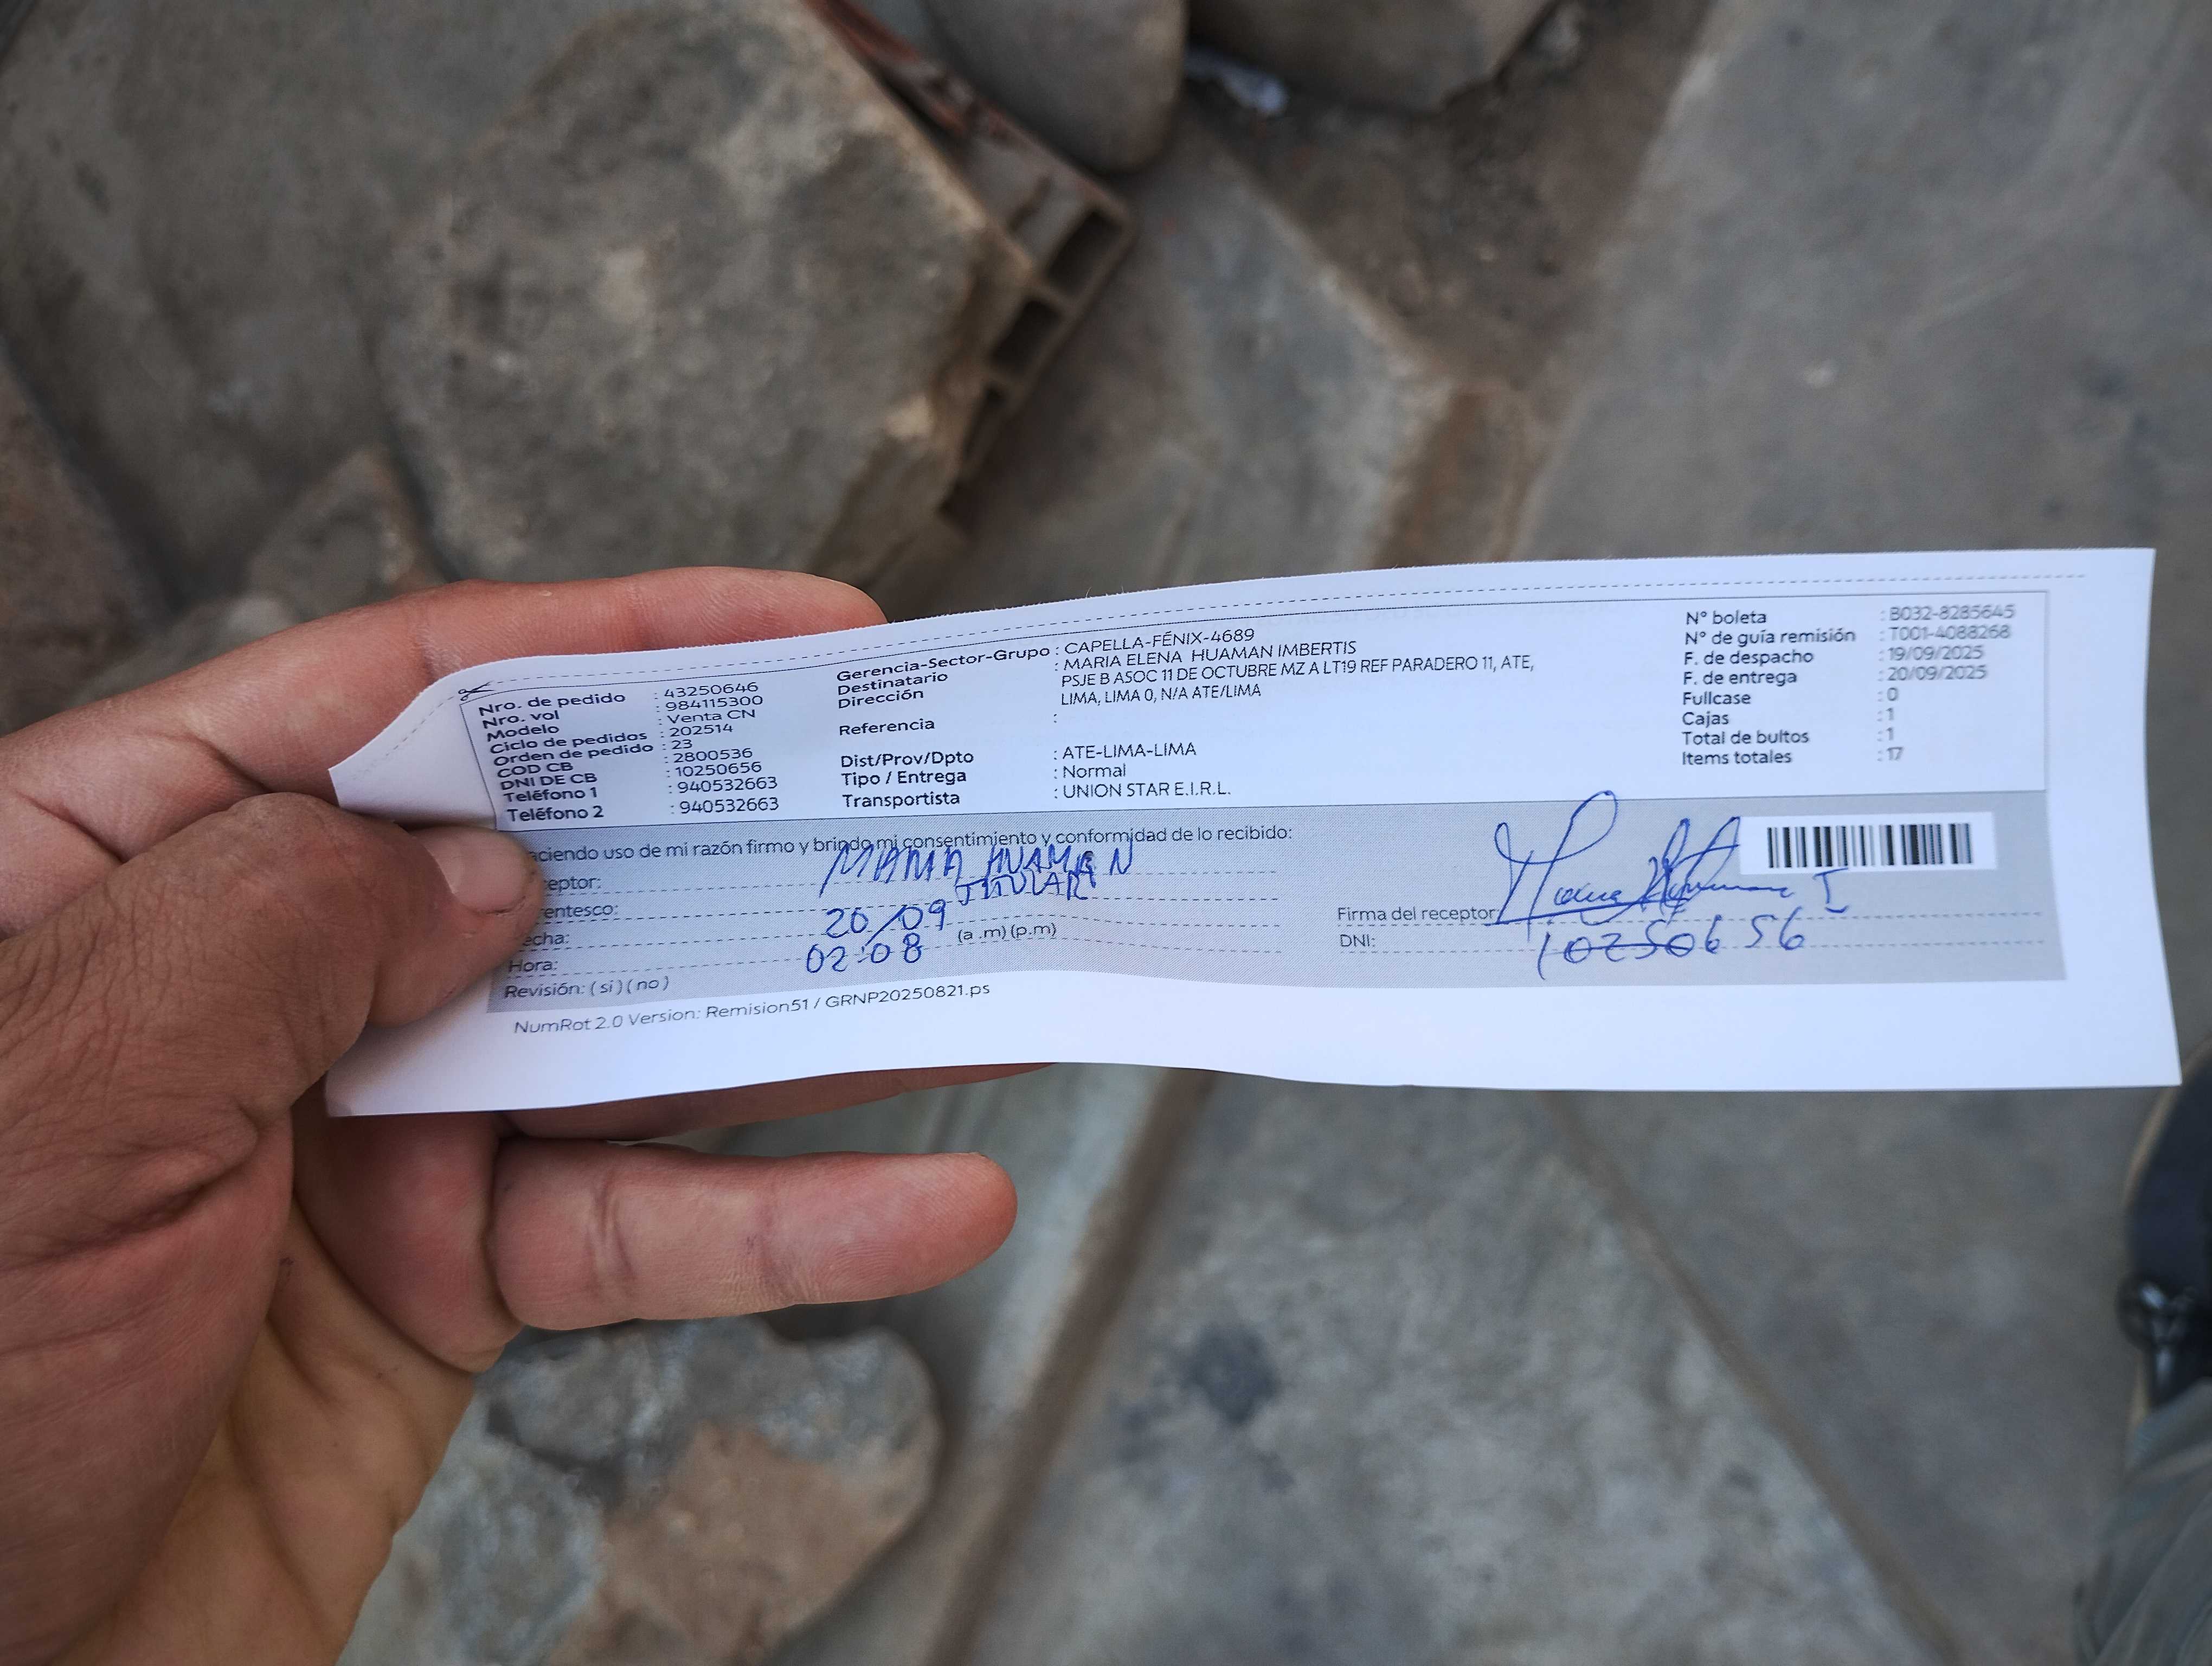 Nro. de pedido : 43250646
Nro. vol : 984115300
Modelo : Venta CN
Ciclo de pedidos : 202514
Orden de pedido : 23
COD CB : 2800536
DNI DE CB : 10250656
Teléfono 1 : 940532663
Teléfono 2 : 940532663
Gerencia-Sector-Grupo : CAPELLA-FÉNIX-4689
Destinatario : MARIA ELENA HUAMAN IMBERTIS
Dirección PSJE B ASOC 11 DE OCTUBRE MZ A LT19 REF PARADERO 11, ATE,
LIMA, LIMA 0, N/A ATE/LIMA
Referencia :
Dist/Prov/Dpto : ATE-LIMA-LIMA
Tipo / Entrega : Normal
Transportista : UNION STAR E.I.R.L.
N° boleta : B032-8285645
N° de guía remisión : T001-4088268
F. de despacho : 19/09/2025
F. de entrega : 20/09/2025
Fullcase : 0
Cajas : 1
Total de bultos : 1
Items totales : 17
aciendo uso de mi razón firmo y brindo mi consentimiento y conformidad de lo recibido:
eptor: MARIA HUAMAN
entesco: TITULAR
echa: 20/09
Hora: 02:08 (a .m) (p.m)
Revisión: ( si ) ( no )
Firma del receptor:
DNI: 10250656
NumRot 2.0 Version: Remision51 / GRNP20250821.ps